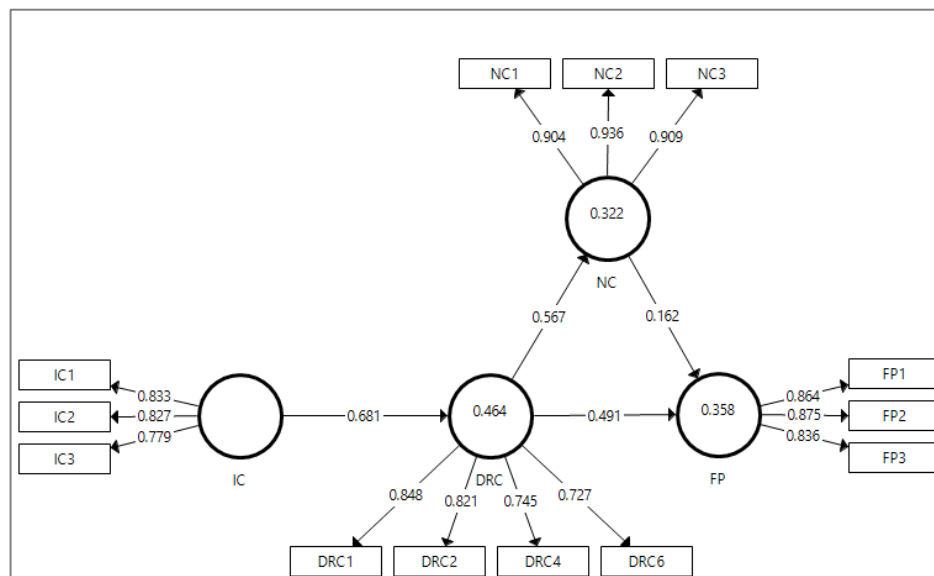 NC1 NC2 NC3
0.904 0.936 0.909
0.322
NC
0.567 0.162
IC1 FP1
0.833 0.864
IC2 0.827 0.681 0.464 0.491 0.358 0.875 FP2
0.779 0.836
IC3 FP3
IC DRC FP
0.848 0.821 0.745 0.727
DRC1 DRC2 DRC4 DRC6